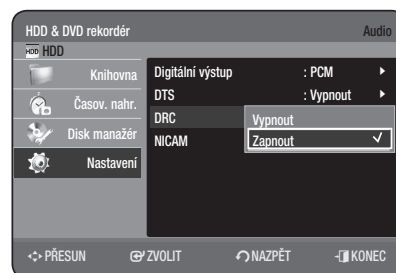 HDD & DVD rekordér Audio
HDD HDD
Knihovna
Časov. nahr.
Disk manažér
Nastavení
Digitální výstup : PCM
DTS : Vypnout
DRC Vypnout
NICAM Zapnout
PŘESUN ZVOLIT NAZPĚT KONEC